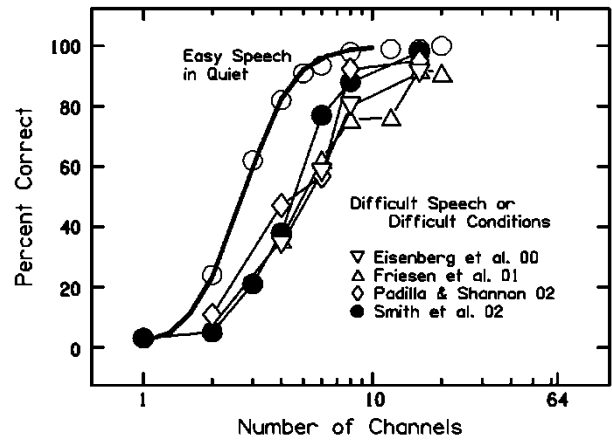 100
80
60
40
20
0
Percent Correct
Easy Speech
in Quiet
Difficult Speech or
Difficult Conditions
Eisenberg et al. 00
Friesen et al. 01
Padilla & Shannon 02
Smith et al. 02
1
10
64
Number of Channels